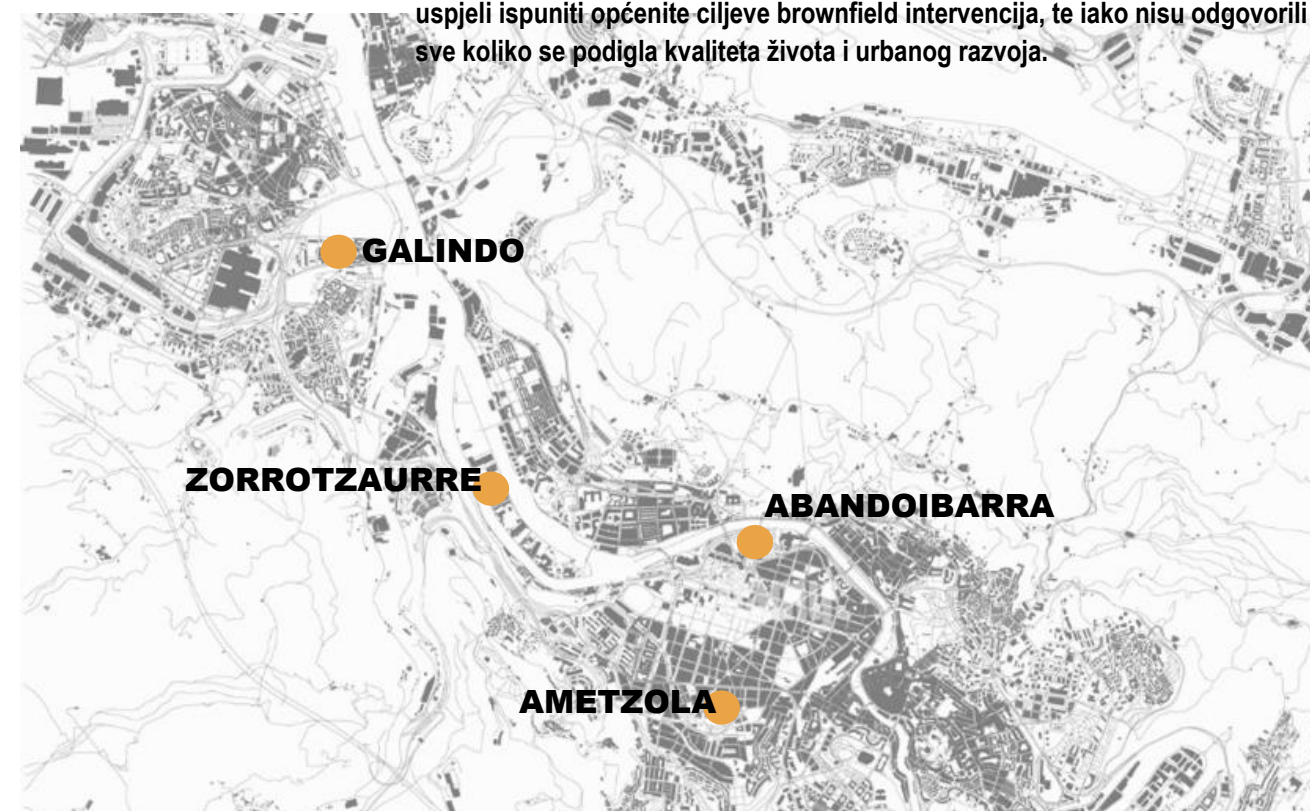 uspjeli ispuniti općenite ciljeve brownfield intervencija, te iako nisu odgovorili
sve koliko se podigla kvaliteta života i urbanog razvoja.
GALINDO
ZORROTZAURRE
ABANDOIBARRA
AMETZOLA